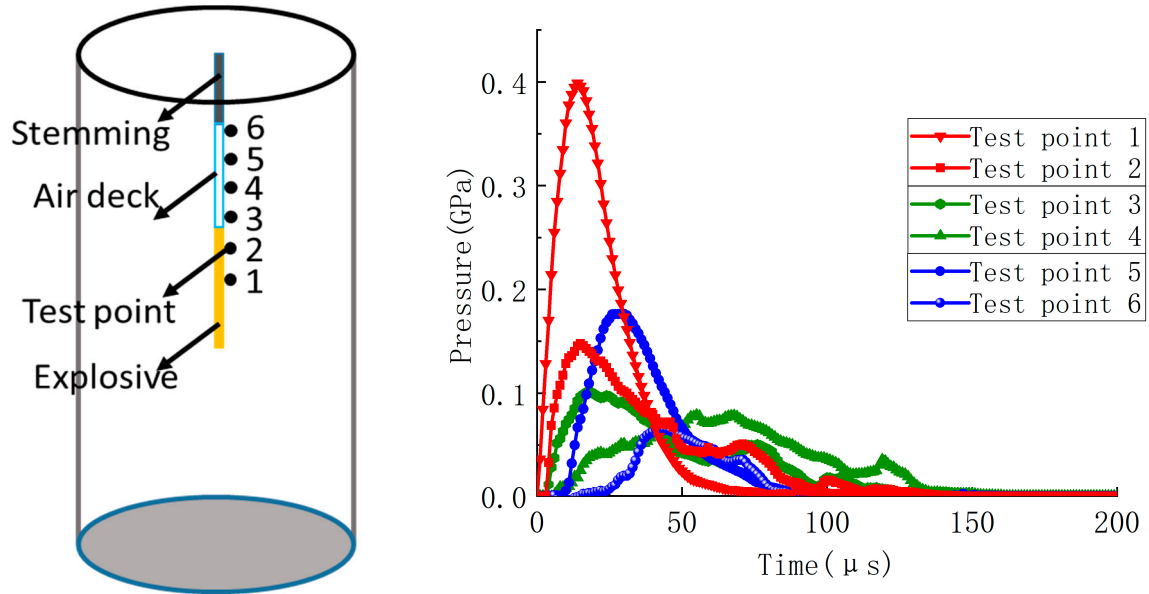 Stemming
Air deck
Test point
Explosive
6
5
4
3
2
1
Pressure(GPa)
0.4
0.3
0.2
0.1
0.0
0
50
100
150
200
Time(μs)
Test point 1
Test point 2
Test point 3
Test point 4
Test point 5
Test point 6